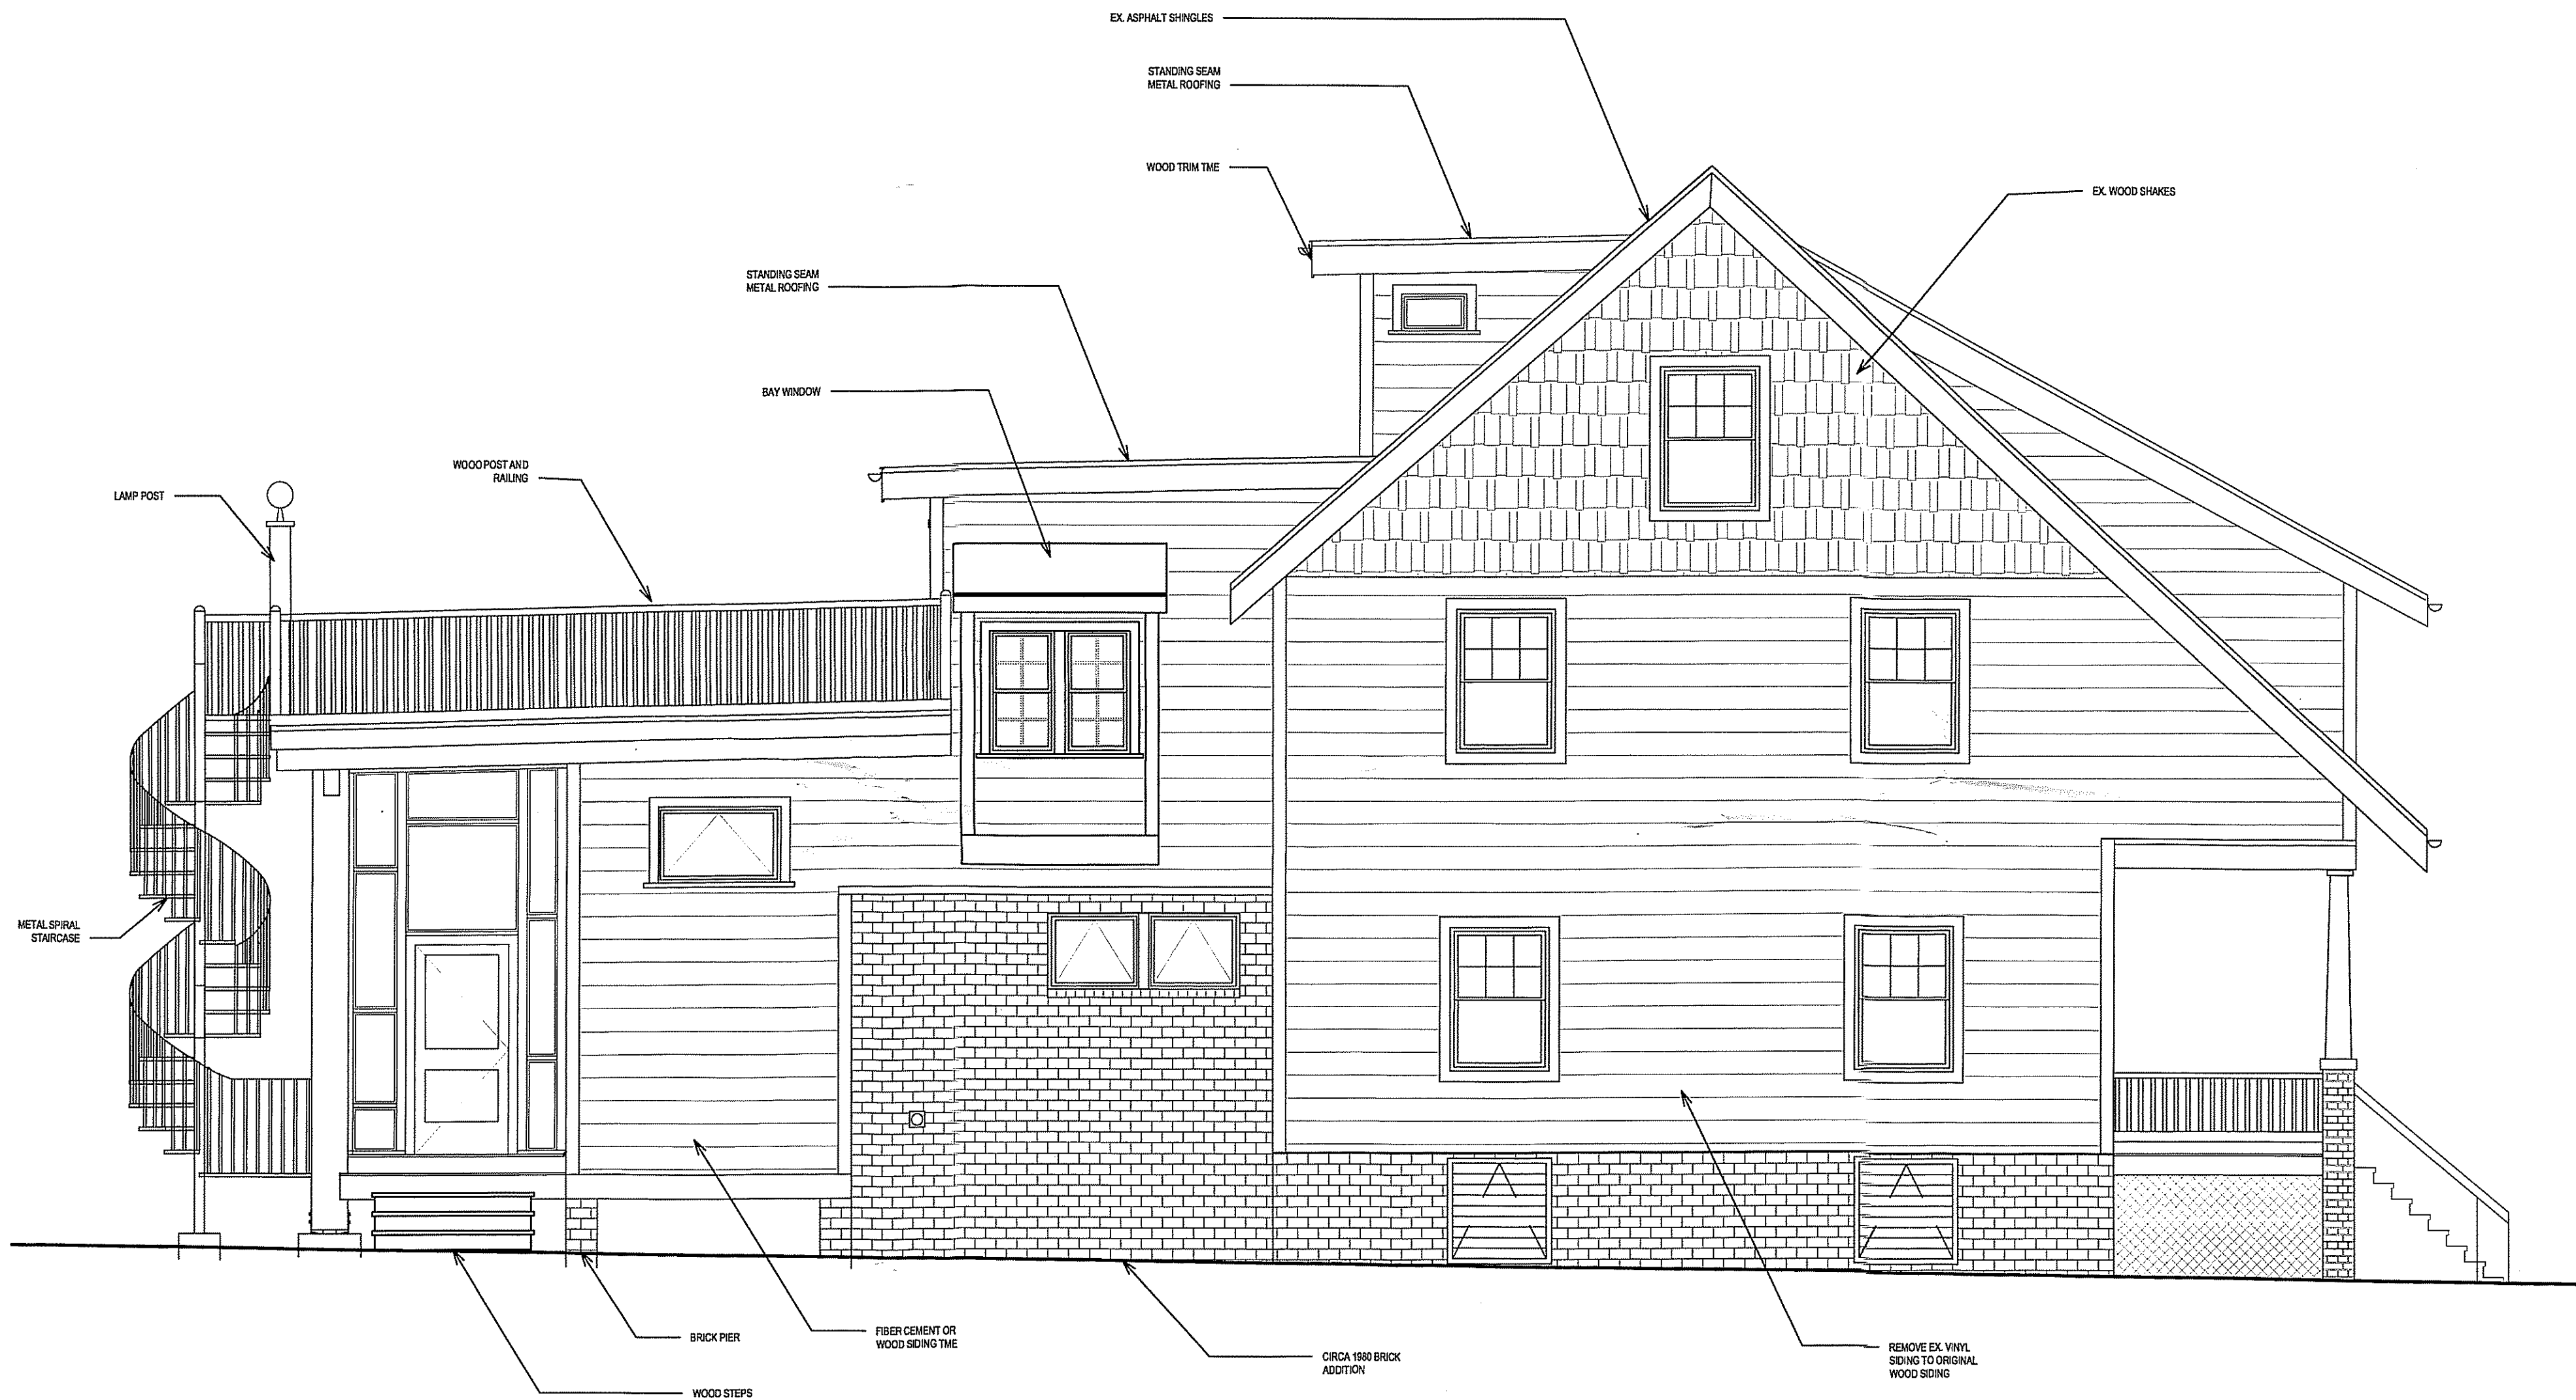 EX. ASPHALT SHINGLES
STANDING SEAM
METAL ROOFING
WOOD TRIM TME
EX. WOOD SHAKES
STANDING SEAM
METAL ROOFING
BAY WINDOW
WOOD POST AND
RAILING
LAMP POST
METAL SPIRAL
STAIRCASE
FIBER CEMENT OR
WOOD SIDING TME
BRICK PIER
WOOD STEPS
CIRCA 1980 BRICK
ADDITION
REMOVE EX. VINYL
SIDING TO ORIGINAL
WOOD SIDING